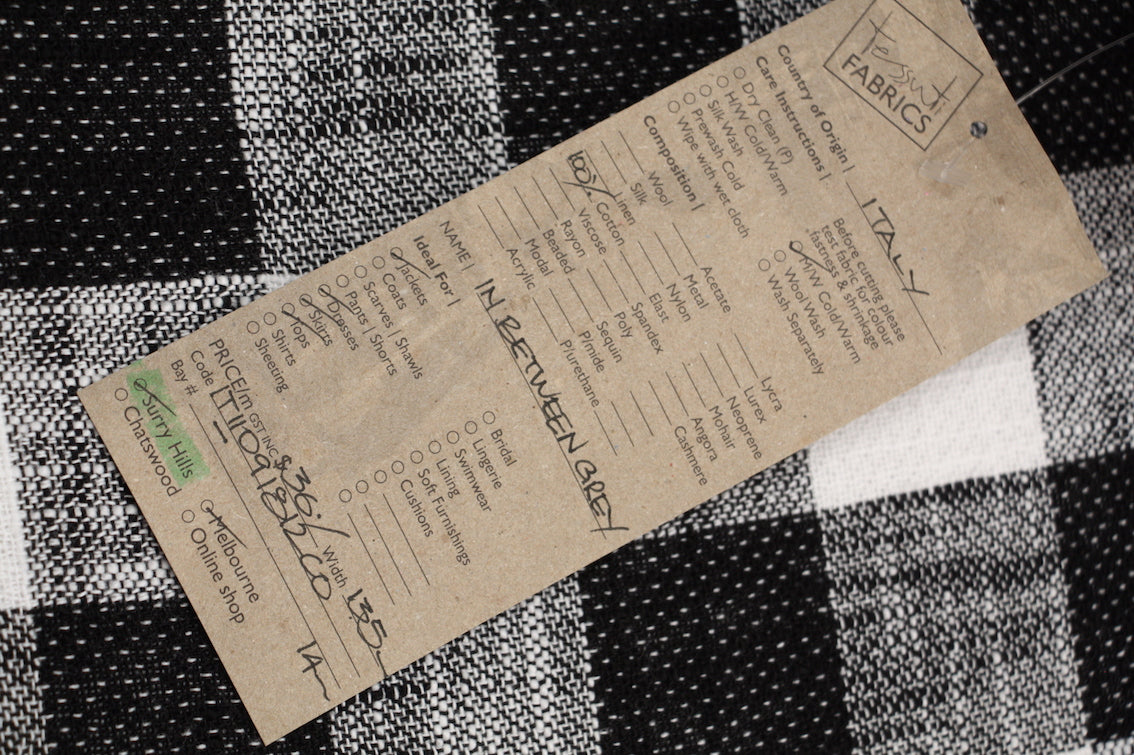 tessuti
FABRICS
Country of Origin | ITALY
Care Instructions |
Dry Clean (P)
H/W Cold/Warm
Silk Wash
Prewash Cold
Wipe with wet cloth
Before cutting please
test fabric for colour
fastness & shrinkage
M/W Cold/Warm
Wool Wash
Wash Separately
Composition |
Wool
Silk
Linen
100% Cotton
Viscose
Rayon
Beaded
Modal
Acrylic
Acetate
Metal
Nylon
Elast
Spandex
Poly
Sequin
Pimide
P/urethane
Lycra
Lurex
Neoprene
Mohair
Angora
Cashmere
NAME | IN BETWEEN GREY
Ideal For |
Jackets
Coats
Scarves | Shawls
Pants | Shorts
Dresses
Skirts
Tops
Shirts
Sheeting
Bridal
Lingerie
Swimwear
Lining
Soft Furnishings
Cushions
PRICE/m GST INC $36/ Width 135
Code
Bay #
Surry Hills
Chatswood
Melbourne
Online shop